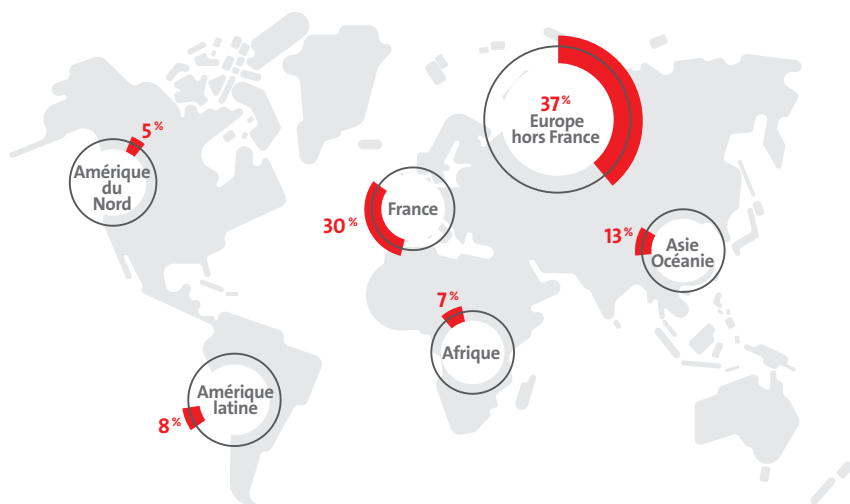 5%
Amérique
du
Nord
37%
Europe
hors France
30%
France
13%
Asie
Océanie
7%
Afrique
8%
Amérique
latine